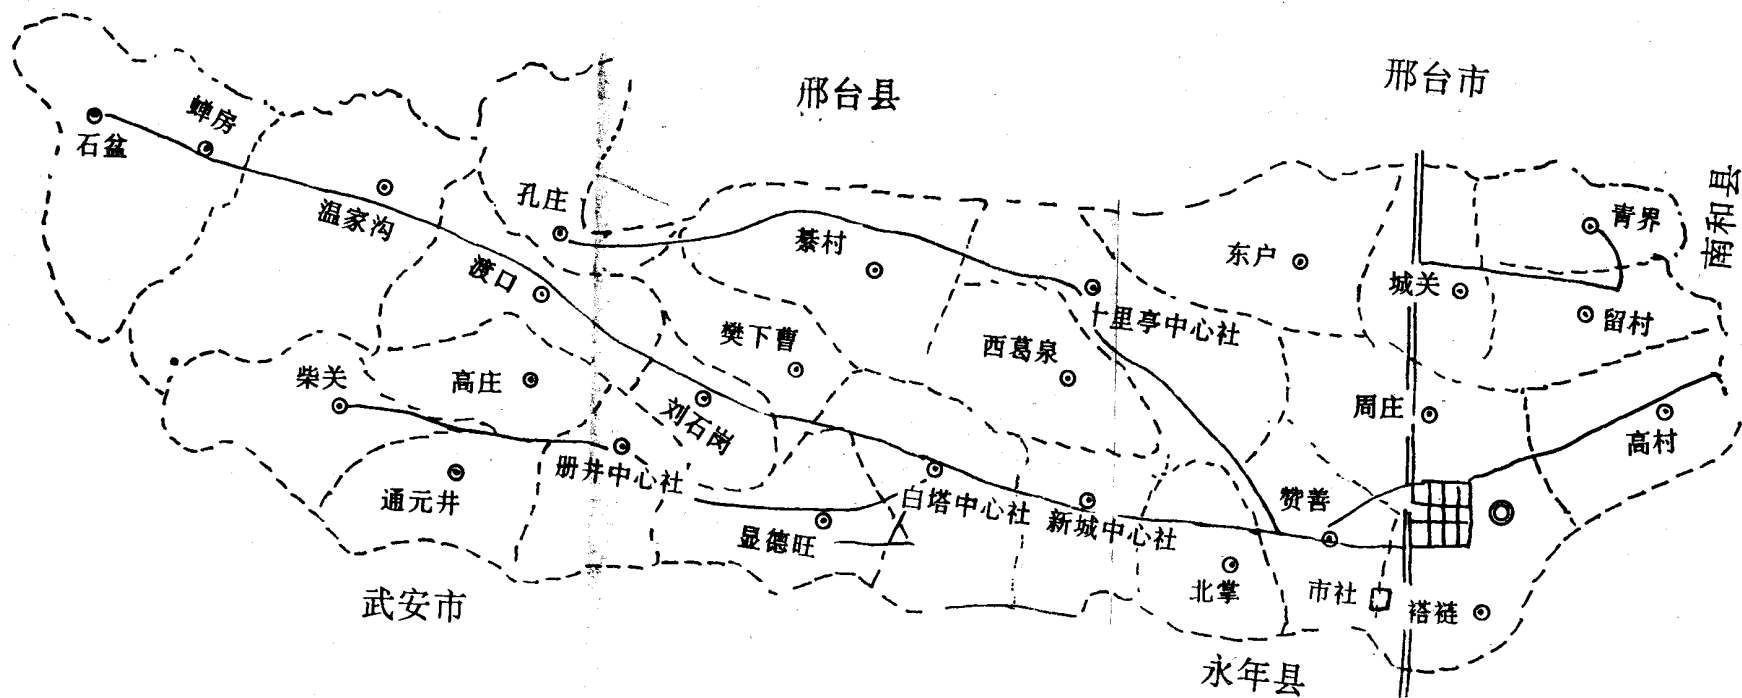 邢台市
邢台县
南和县
蝉房
石盆
孔庄
温家沟
綦村
东户
青界
渡口
城关
樊下曹
西葛泉
十里亭中心社
留村
柴关
高庄
刘石岗
周庄
高村
册井中心社
通元井
显德旺
白塔中心社
新城中心社
赞善
北掌
市社
褡裢
武安市
永年县